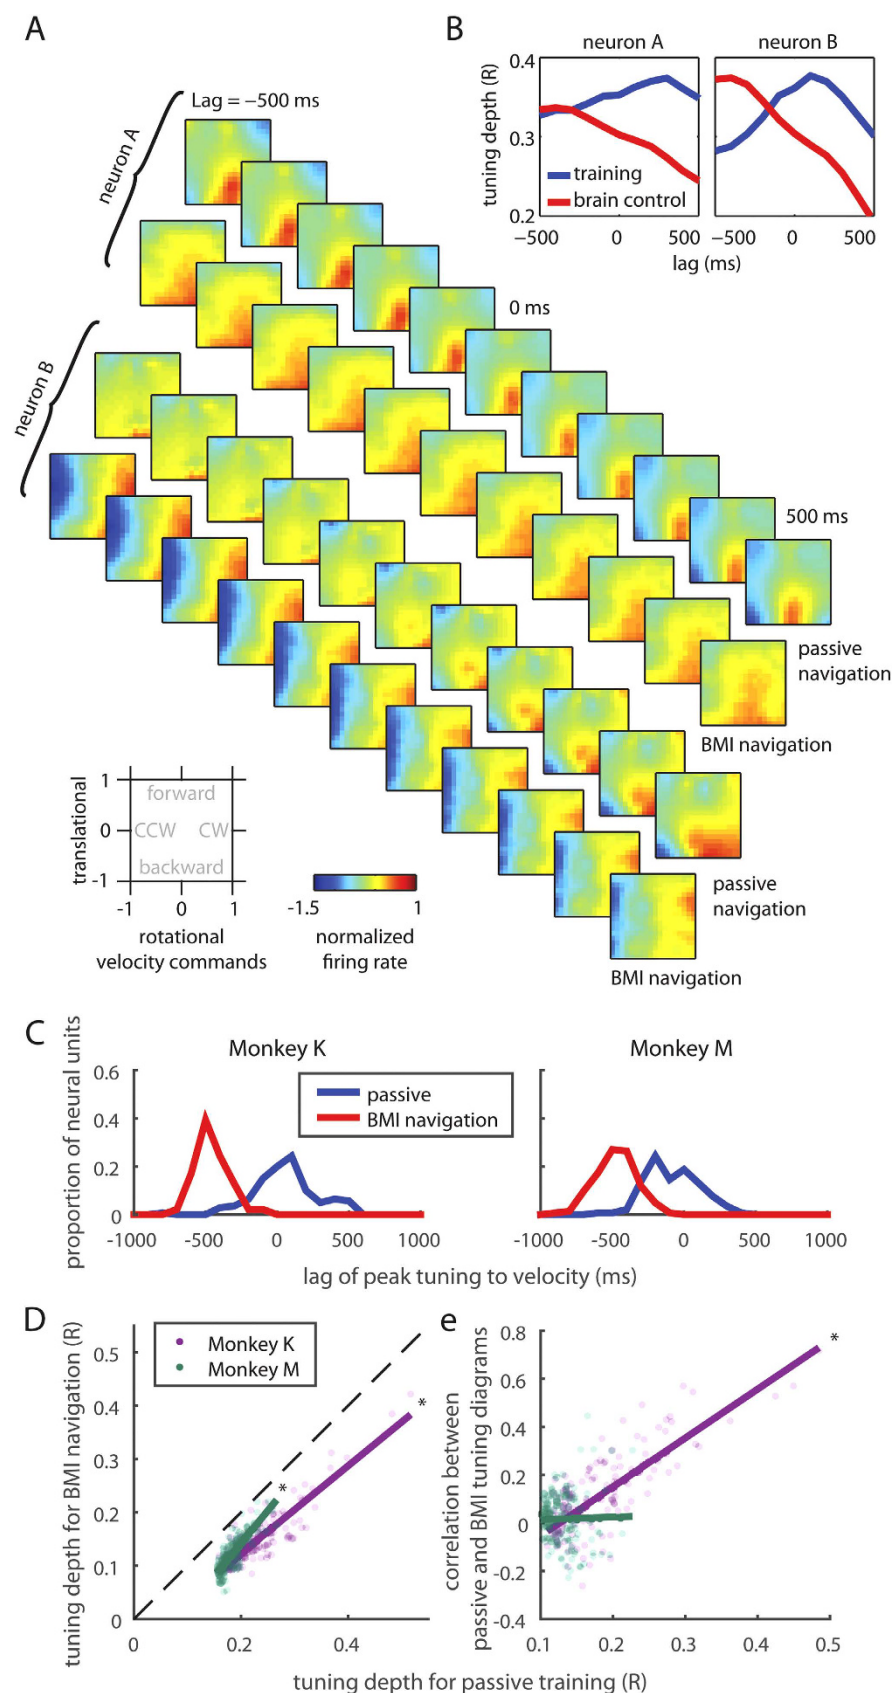 A
Lag = −500 ms
neuron A
0 ms
neuron B
500 ms
passive
navigation
BMI navigation
passive
navigation
BMI navigation
translational
1
0
-1
forward
CCW CW
backward
-1 0 1
rotational
velocity commands
-1.5 1
normalized
firing rate
B
neuron A neuron B
tuning depth (R)
0.4
0.3
0.2
training
brain control
−500 0 500 −500 0 500
lag (ms)
C
Monkey K Monkey M
proportion of neural units
0.6
0.4
0.2
0
passive
BMI navigation
-1000 -500 0 500 1000 -1000 -500 0 500 1000
lag of peak tuning to velocity (ms)
D
tuning depth for BMI navigation (R)
0.5
0.4
0.3
0.2
0.1
0
Monkey K
Monkey M
*
*
0 0.2 0.4
e
correlation between
passive and BMI tuning diagrams
0.8
0.6
0.4
0.2
0
-0.2
-0.4
*
0.1 0.2 0.3 0.4 0.5
tuning depth for passive training (R)